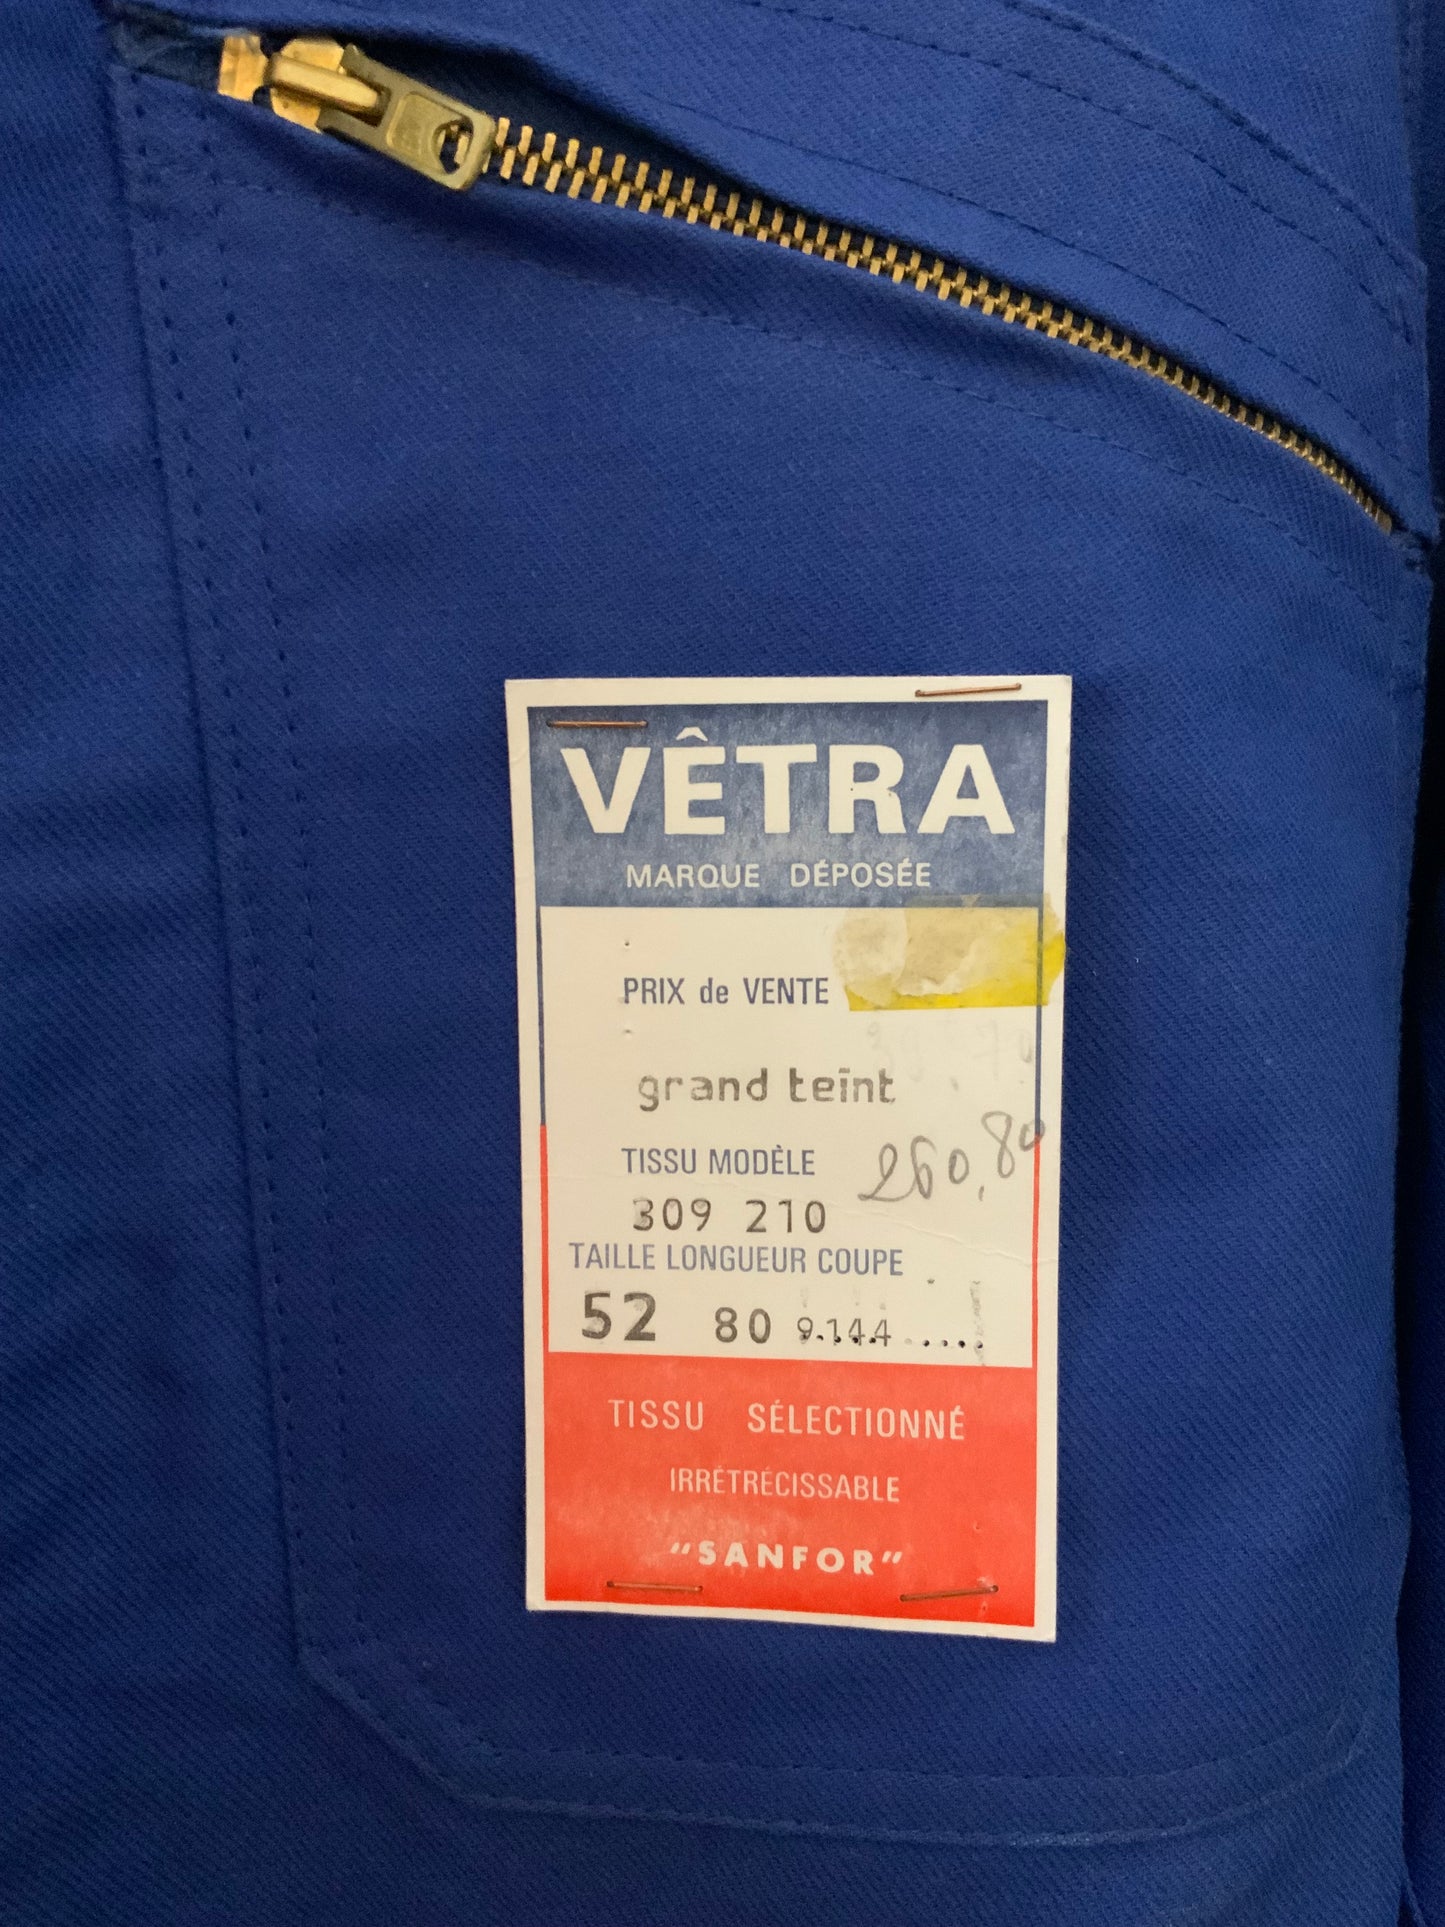 VÊTRA
MARQUE DÉPOSÉE
PRIX de VENTE
grand teînt
TISSU MODÈLE
260,80
309 210
TAILLE LONGUEUR COUPE
52 80 9.144
TISSU SÉLECTIONNÉ
IRRÉTRÉCISSABLE
"SANFOR"